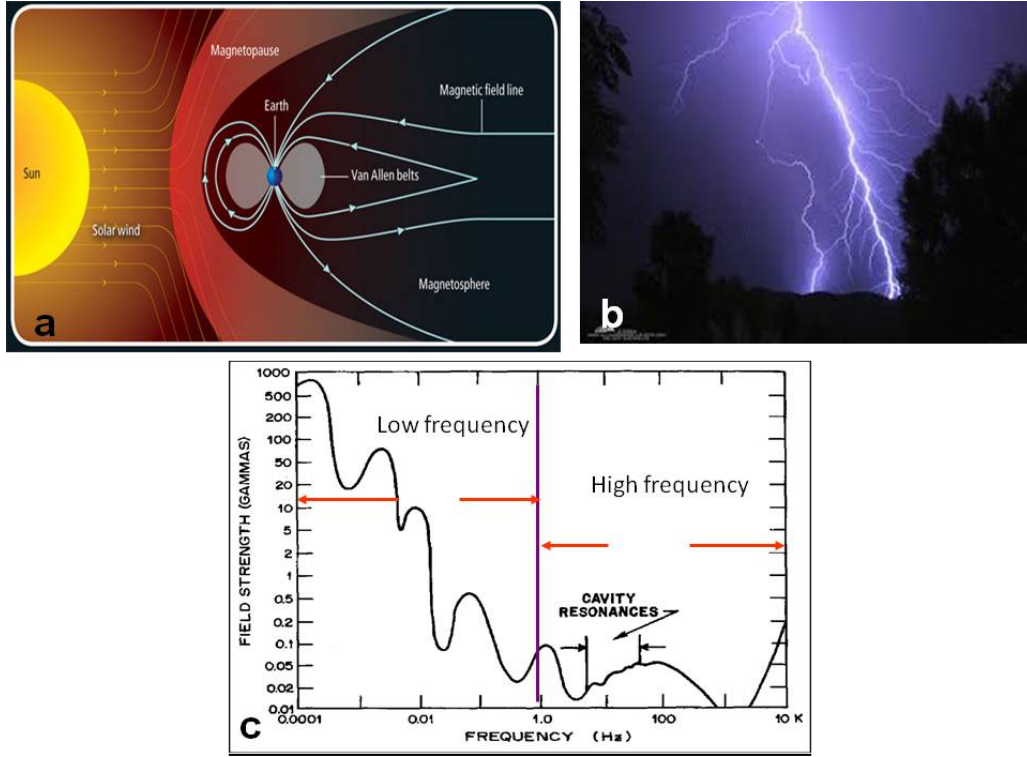 Magnetopause
Earth
Magnetic field line
Sun
Van Allen belts
Solar wind
Magnetosphere
a
b
1000
500
200
100
50
20
10
5
2
1
0.5
0.2
0.1
0.05
0.02
0.01
FIELD STRENGTH (GAMMAS)
Low frequency
High frequency
CAVITY
RESONANCES
c
0.0001
0.01
1.0
100
10 K
FREQUENCY (Hz)